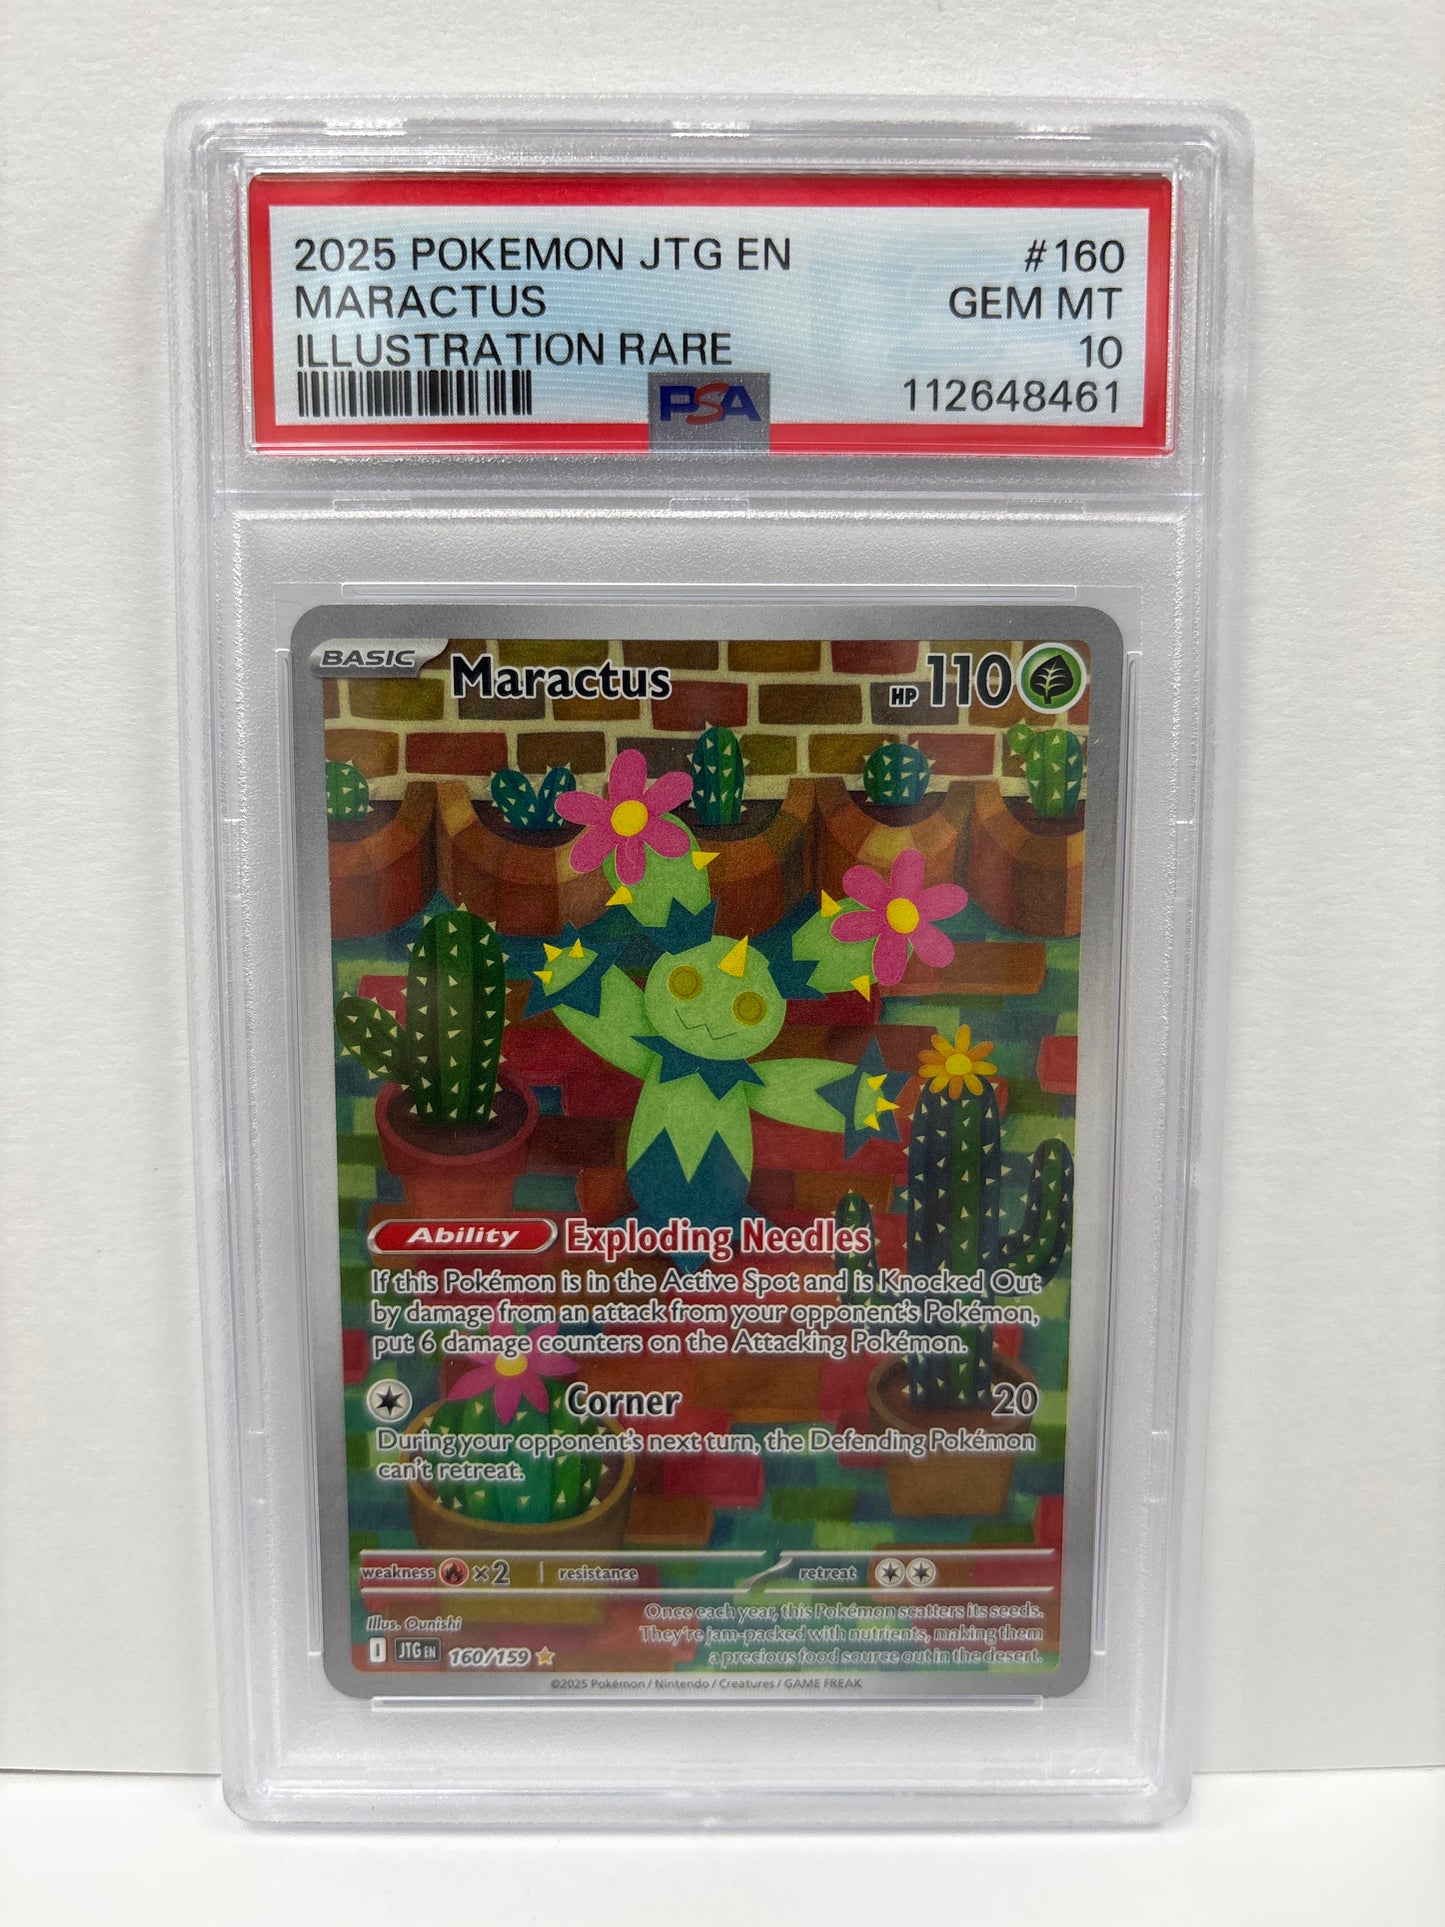 2025 POKEMON JTG EN #160
MARACTUS GEM MT
ILLUSTRATION RARE 10
PSA 112648461
BASIC Maractus HP 110
Ability Exploding Needles
If this Pokémon is in the Active Spot and is Knocked Out
by damage from an attack from your opponent's Pokémon,
put 6 damage counters on the Attacking Pokémon.
Corner 20
During your opponent's next turn, the Defending Pokémon
can't retreat.
weakness ×2 resistance retreat
Illus. Ounishi
Once each year, this Pokémon scatters its seeds.
They're jam-packed with nutrients, making them
a precious food source out in the desert.
I JTG EN 160/159
©2025 Pokémon / Nintendo / Creatures / GAME FREAK